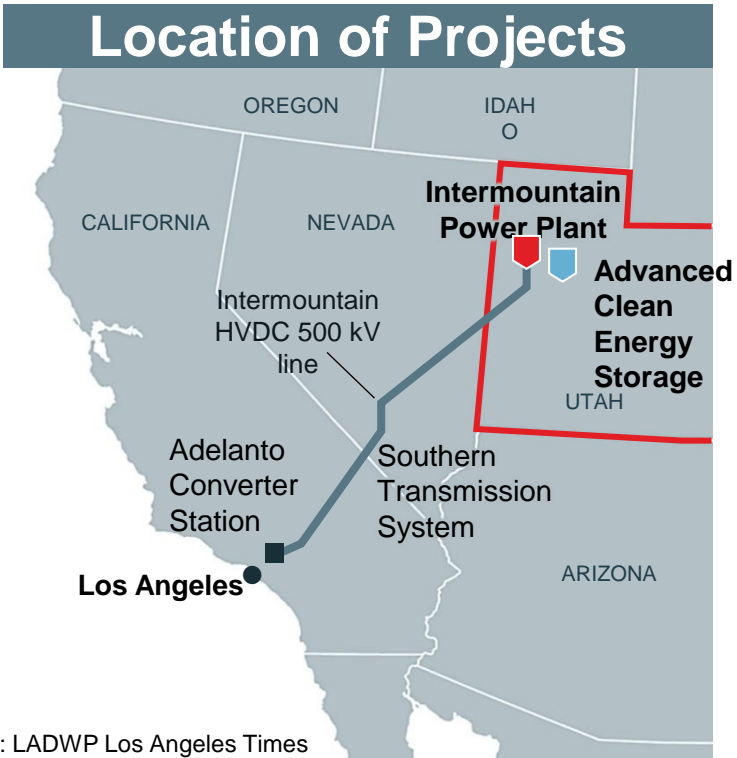 Location of Projects
OREGON
IDAH
O
Intermountain
Power Plant
CALIFORNIA
NEVADA
Advanced
Clean
Energy
Storage
Intermountain
HVDC 500 kV
line
UTAH
Adelanto
Converter
Station
Southern
Transmission
System
ARIZONA
Los Angeles
: LADWP Los Angeles Times